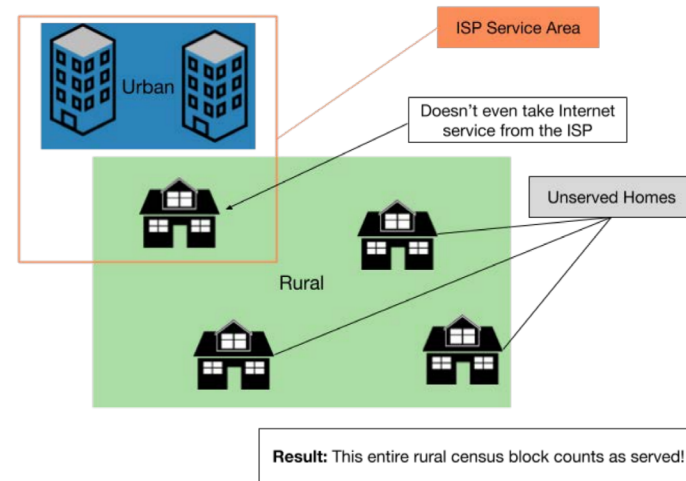 ISP Service Area
Urban
Doesn’t even take Internet
service from the ISP
Unserved Homes
Rural
Result: This entire rural census block counts as served!